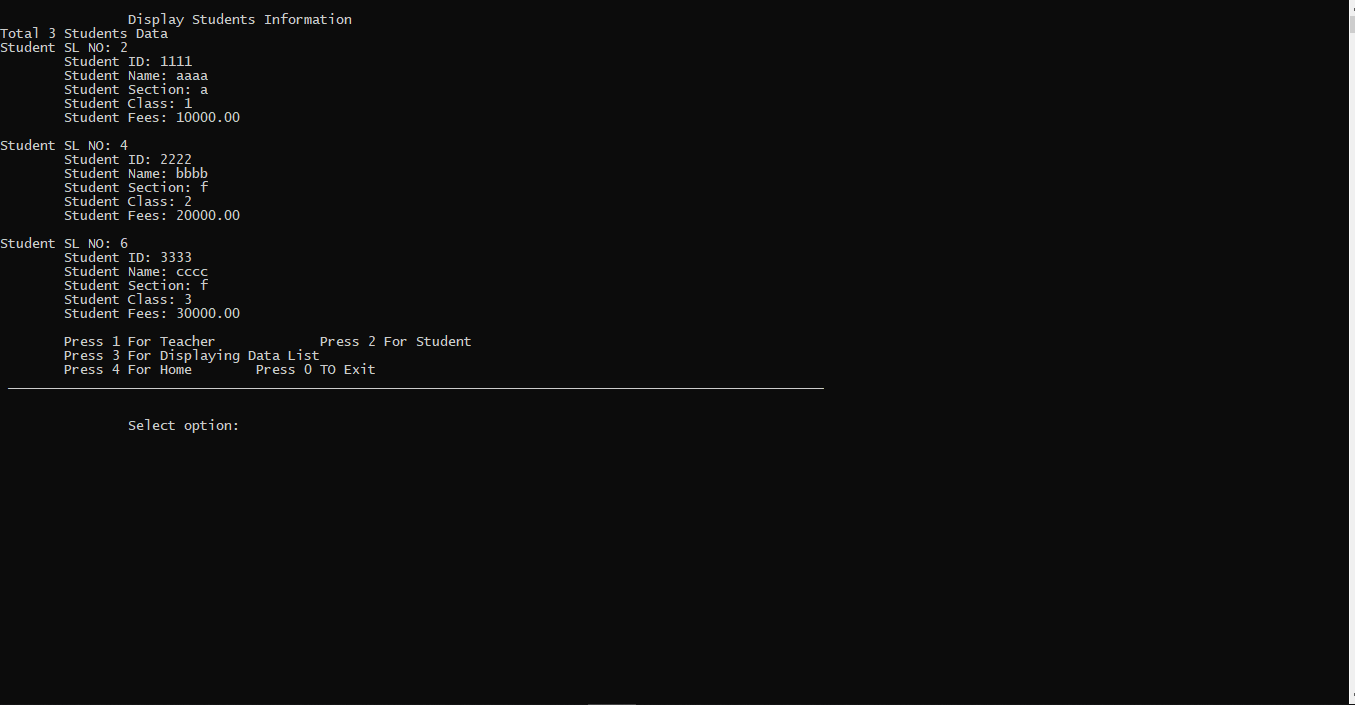 Display Students Information
Total 3 Students Data
Student SL NO: 2
Student ID: 1111
Student Name: aaaa
Student Section: a
Student Class: 1
Student Fees: 10000.00
Student SL NO: 4
Student ID: 2222
Student Name: bbbb
Student Section: f
Student Class: 2
Student Fees: 20000.00
Student SL NO: 6
Student ID: 3333
Student Name: cccc
Student Section: f
Student Class: 3
Student Fees: 30000.00
Press 1 For Teacher Press 2 For Student
Press 3 For Displaying Data List
Press 4 For Home Press 0 TO Exit
Select option: